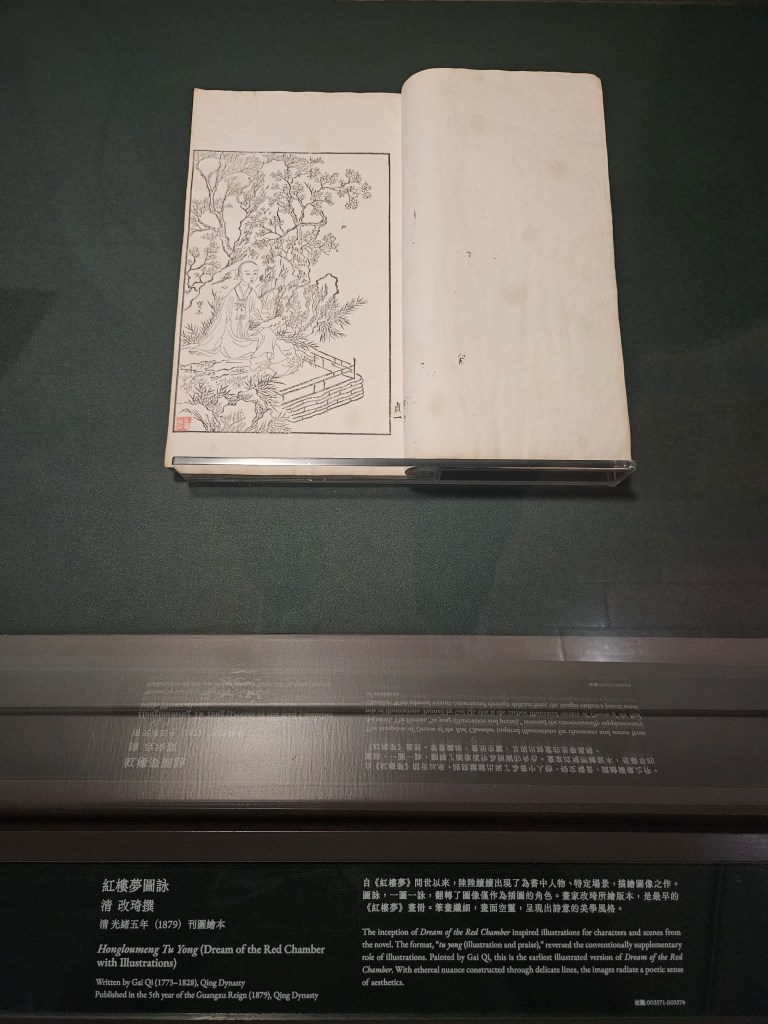 貞一
紅樓夢圖詠
清 改琦撰
清 光緒五年（1879）刊圖繪本
Hongloumeng Tu Yong (Dream of the Red Chamber
with Illustrations)
Written by Gai Qi (1773–1828), Qing Dynasty
Published in the 5th year of the Guangxu Reign (1879), Qing Dynasty
自《紅樓夢》問世以來，陸陸續續出現了為書中人物、特定場景，描繪圖像之作。
圖詠，一圖一詠，翻轉了圖像僅作為插圖的角色。畫家改琦所繪版本，是最早的
《紅樓夢》畫冊。筆畫纖細，畫面空靈，呈現出詩意的美學風格。
The inception of Dream of the Red Chamber inspired illustrations for characters and scenes from
the novel. The format, “tu yong (illustration and praise),” reversed the conventionally supplementary
role of illustrations. Painted by Gai Qi, this is the earliest illustrated version of Dream of the Red
Chamber. With ethereal nuance constructed through delicate lines, the images radiate a poetic sense
of aesthetics.
故殿 003571-003574